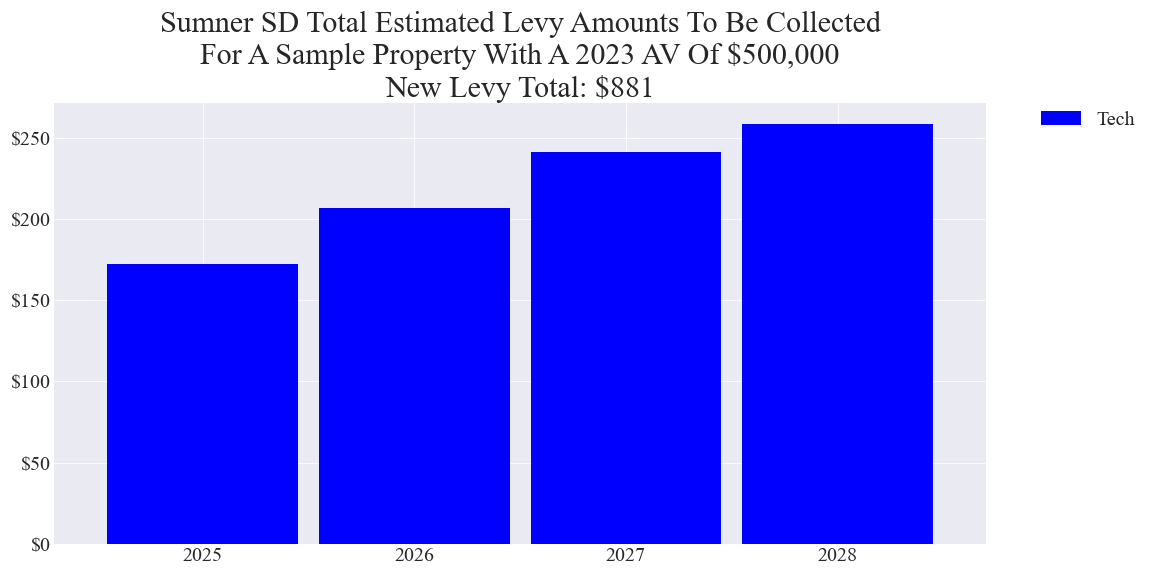 Sumner SD Total Estimated Levy Amounts To Be Collected
For A Sample Property With A 2023 AV Of $500,000
New Levy Total: $881
Tech
$250
$200
$150
$100
$50
$0
2025 2026 2027 2028